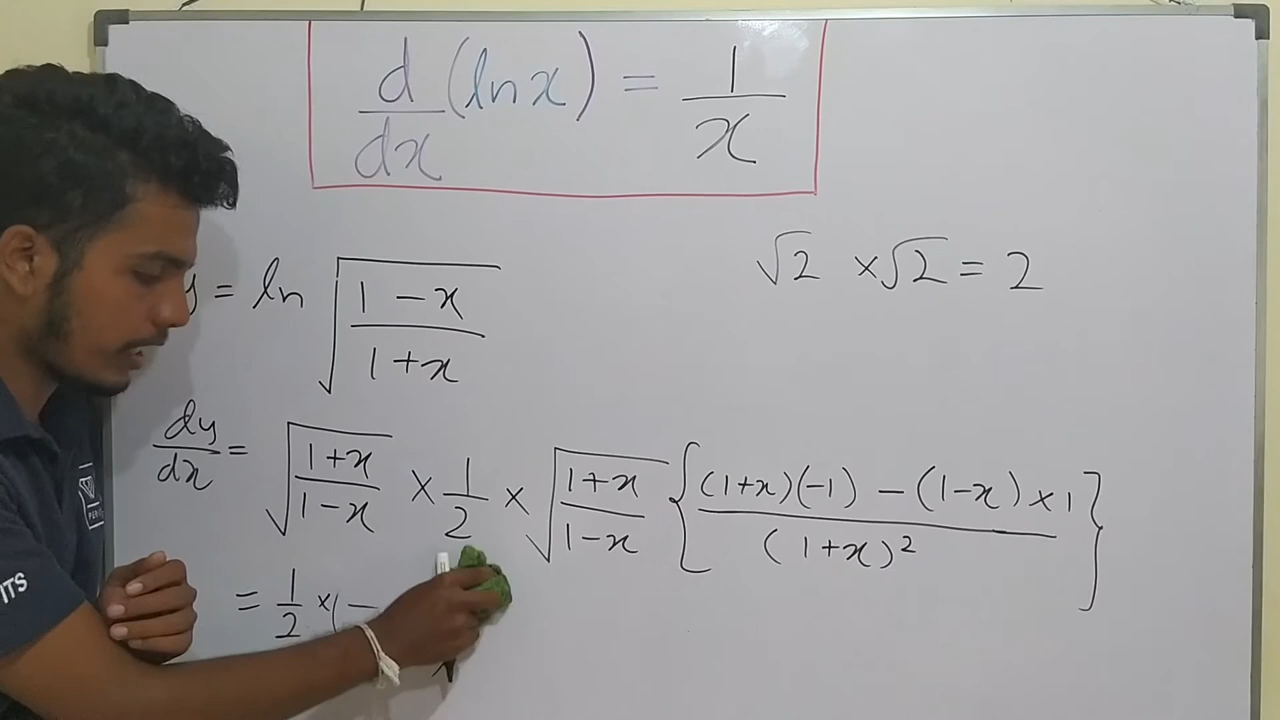 d/dx (ln x) = 1/x
√2 × √2 = 2
y = ln √((1 - x)/(1 + x))
dy/dx = √((1+x)/(1-x)) × 1/2 × √((1+x)/(1-x)) { ((1+x)(-1) - (1-x) × 1)/((1+x)²) }
= 1/2 × (
ITS